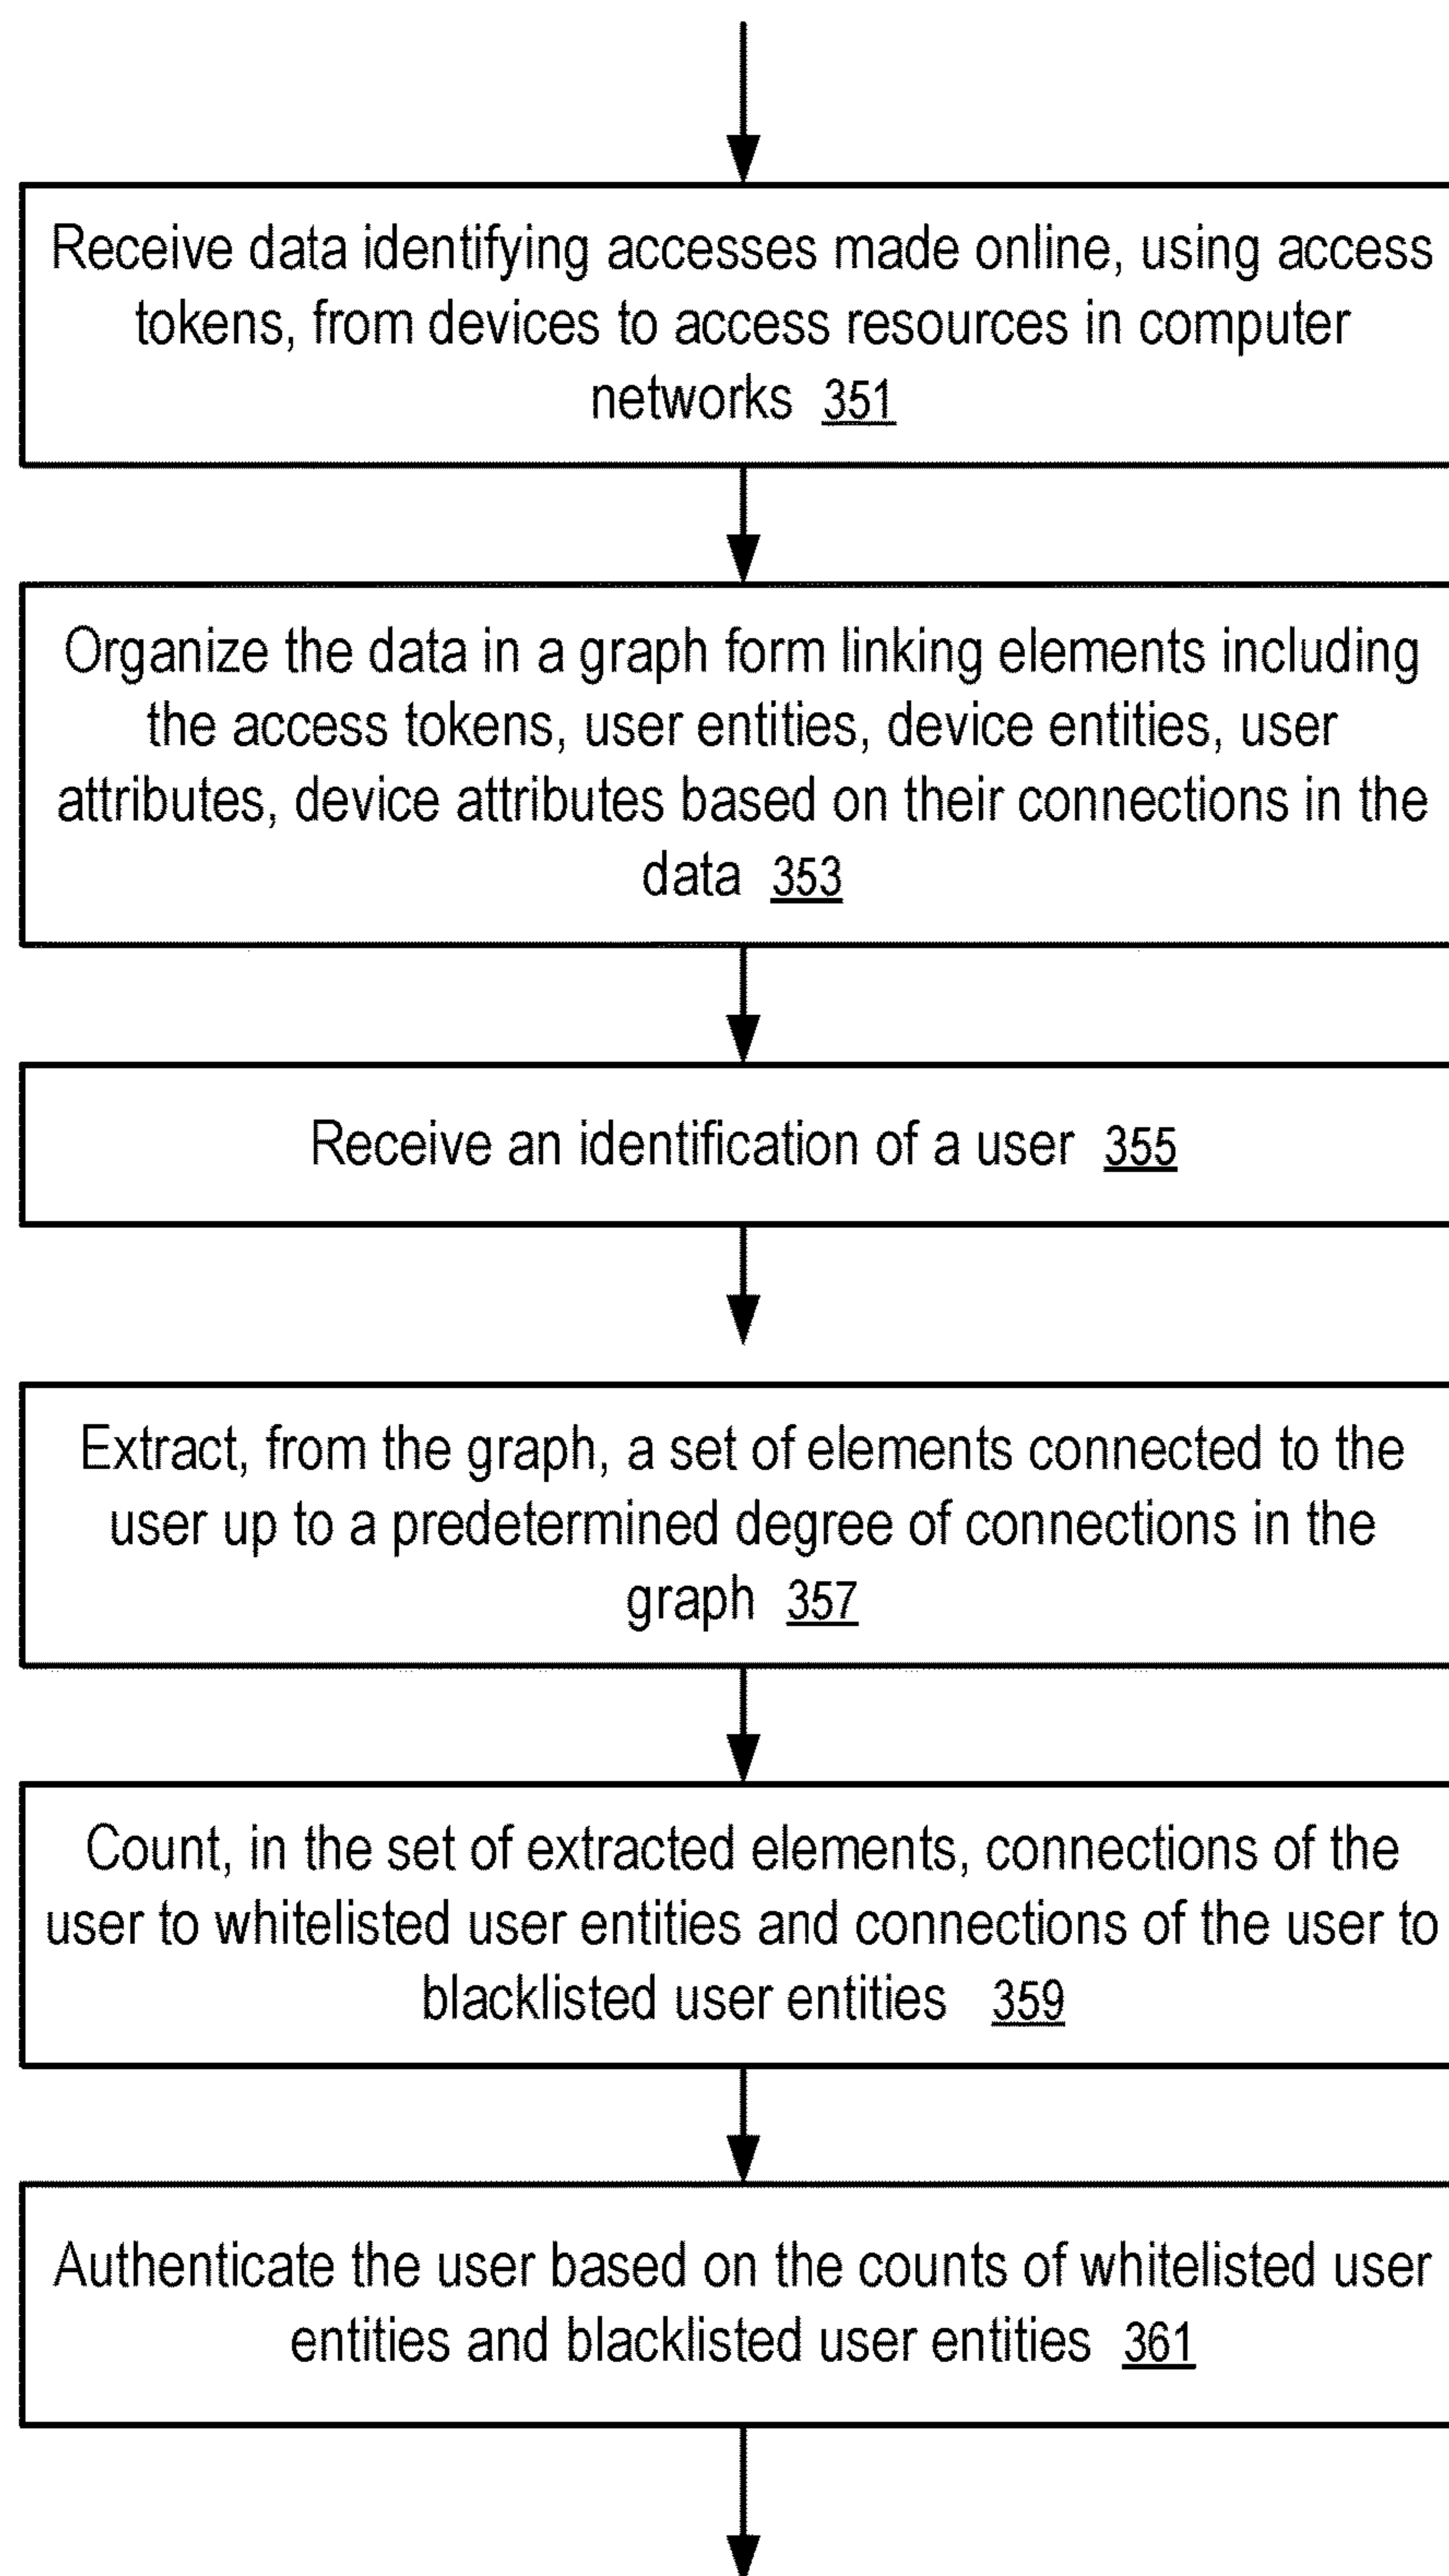 Receive data identifying accesses made online, using access
tokens, from devices to access resources in computer
networks 351
Organize the data in a graph form linking elements including
the access tokens, user entities, device entities, user
attributes, device attributes based on their connections in the
data 353
Receive an identification of a user 355
Extract, from the graph, a set of elements connected to the
user up to a predetermined degree of connections in the
graph 357
Count, in the set of extracted elements, connections of the
user to whitelisted user entities and connections of the user to
blacklisted user entities 359
Authenticate the user based on the counts of whitelisted user
entities and blacklisted user entities 361